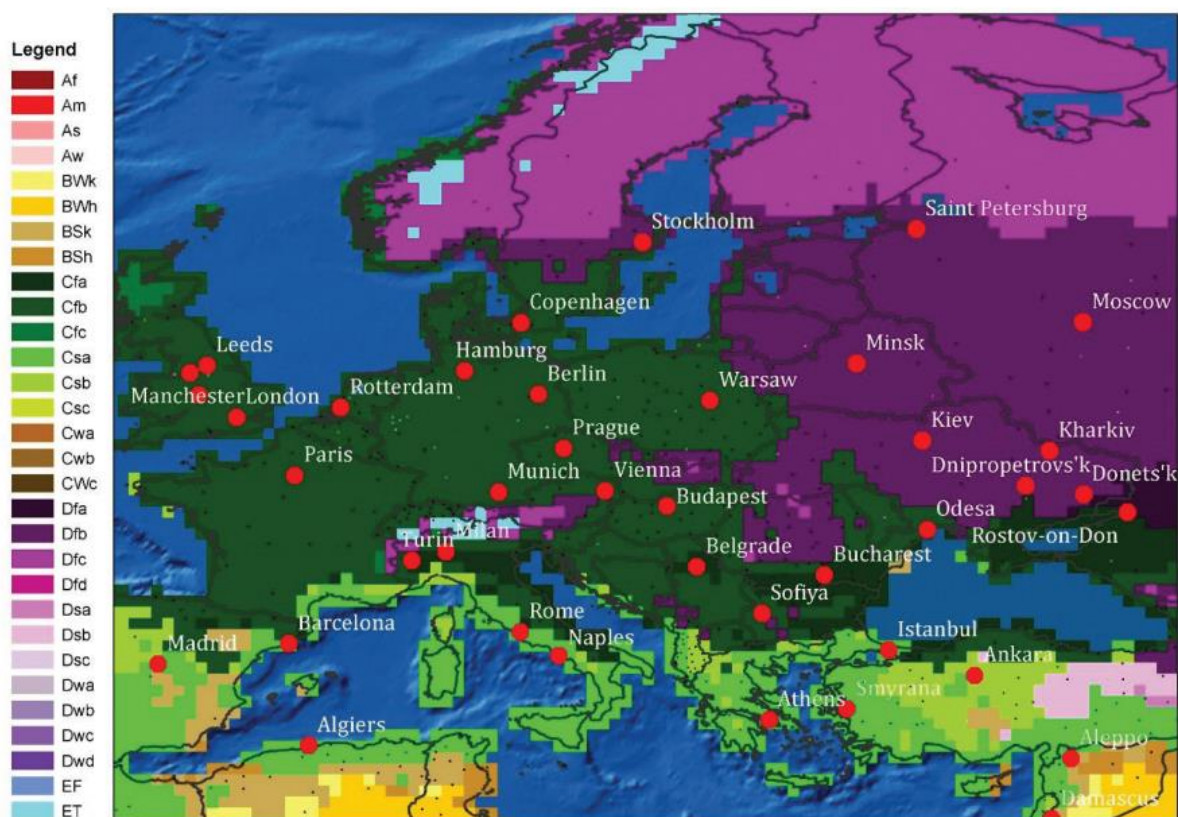 Legend
Af
Am
As
Aw
BWk
BWh
BSk
BSh
Cfa
Cfb
Cfc
Csa
Csb
Csc
Cwa
Cwb
CWc
Dfa
Dfb
Dfc
Dfd
Dsa
Dsb
Dsc
Dwa
Dwb
Dwc
Dwd
EF
ET
Saint Petersburg
Stockholm
Copenhagen
Moscow
Leeds
Hamburg
Minsk
Berlin
Warsaw
Manchester
London
Rotterdam
Prague
Kiev
Kharkiv
Paris
Munich
Vienna
Dnipropetrovs'k
Donets'k
Budapest
Odesa
Turin
Milan
Rostov-on-Don
Belgrade
Bucharest
Sofiya
Rome
Barcelona
Istanbul
Madrid
Naples
Ankara
Smyrana
Athens
Algiers
Aleppo
Damascus